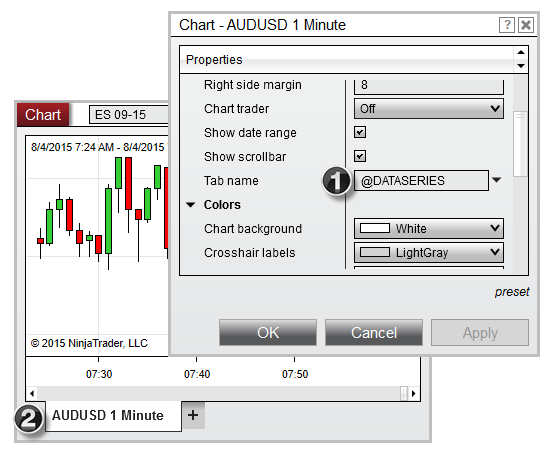 Chart - AUDUSD 1 Minute
?
Properties
Right side margin 8
Chart trader Off
Show date range
Show scrollbar
Tab name 1 @DATASERIES
Colors
Chart background White
Crosshair labels LightGray
preset
OK Cancel Apply
Chart ES 09-15
8/4/2015 7:24 AM - 8/4/2015
© 2015 NinjaTrader, LLC
07:30 07:40 07:50
2 AUDUSD 1 Minute +